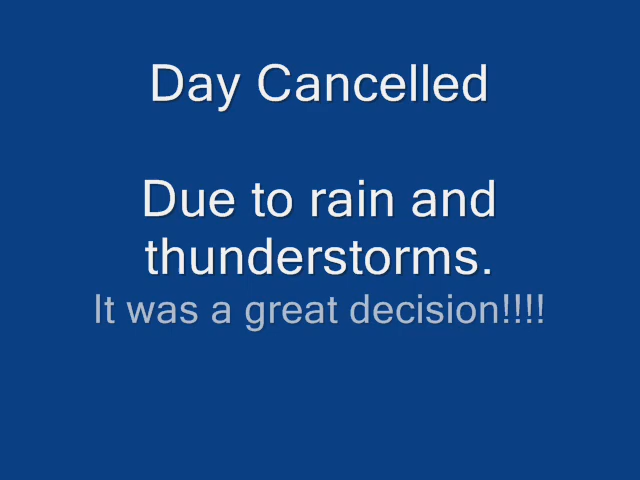 Day Cancelled
Due to rain and
thunderstorms.
It was a great decision!!!!